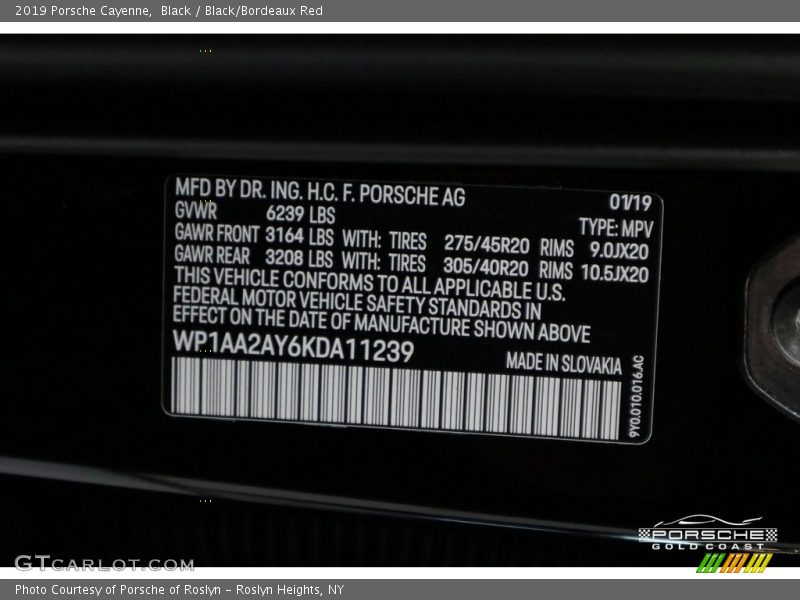 2019 Porsche Cayenne,  Black / Black/Bordeaux Red
MFD BY DR. ING. H.C. F. PORSCHE AG 01/19
GVWR 6239 LBS TYPE: MPV
GAWR FRONT 3164 LBS WITH: TIRES 275/45R20 RIMS 9.0JX20
GAWR REAR 3208 LBS WITH: TIRES 305/40R20 RIMS 10.5JX20
THIS VEHICLE CONFORMS TO ALL APPLICABLE U.S.
FEDERAL MOTOR VEHICLE SAFETY STANDARDS IN
EFFECT ON THE DATE OF MANUFACTURE SHOWN ABOVE
WP1AA2AY6KDA11239
MADE IN SLOVAKIA
9Y0.010.016.AC
PORSCHE
GOLD COAST
GTCARLOT.COM
Photo Courtesy of Porsche of Roslyn – Roslyn Heights, NY